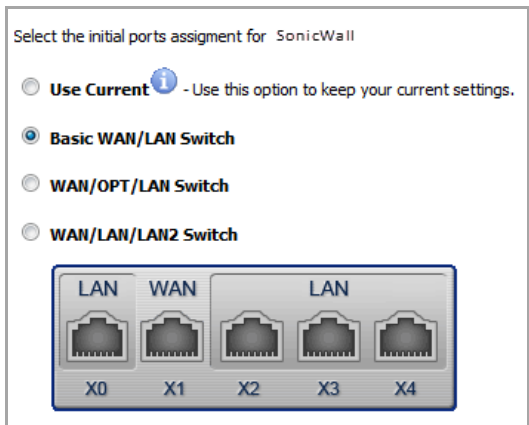 Select the initial ports assigment for SonicWall
Use Current i - Use this option to keep your current settings.
Basic WAN/LAN Switch
WAN/OPT/LAN Switch
WAN/LAN/LAN2 Switch
LAN WAN LAN
X0 X1 X2 X3 X4